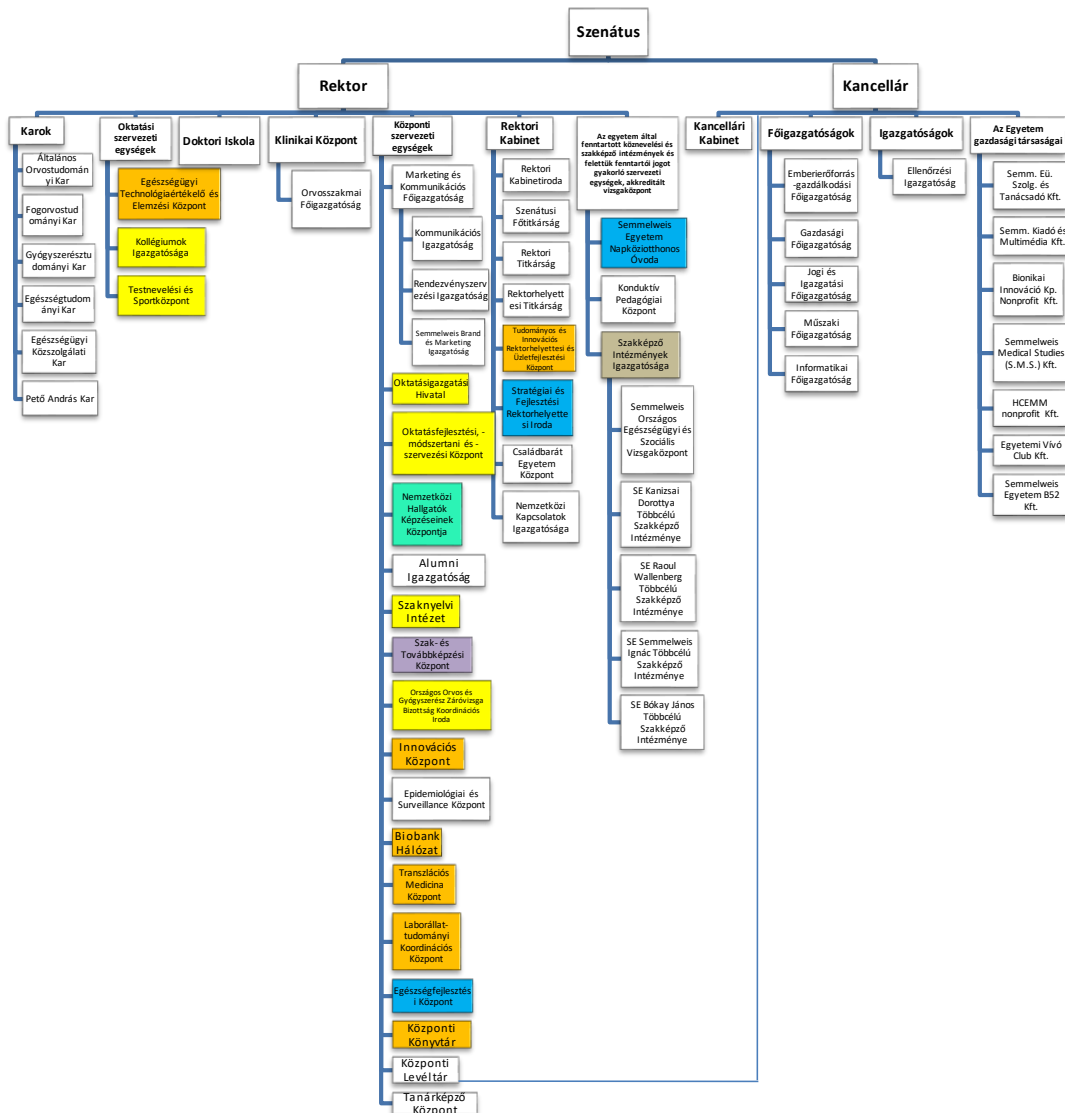 Szenátus
Rektor
Kancellár
Karok
Általános
Orvostudomán
yi Kar
Fogorvostud
ományi Kar
Gyógyszerésztu
dományi Kar
Egészségtudom
ányi Kar
Egészségügyi
Közszolgálati
Kar
Pető András Kar
Oktatási
szervezeti
egységek
Egészségügyi
Technológiaértékelő és
Elemzési Központ
Kollégiumok
Igazgatósága
Testnevelési és
Sportközpont
Doktori Iskola
Klinikai Központ
Orvosszakmai
Főigazgatóság
Központi
szervezeti
egységek
Marketing és
Kommunikációs
Főigazgatóság
Kommunikációs
Igazgatóság
Rendezvényszerv
ezési Igazgatóság
Semmelweis Brand
és Marketing
Igazgatóság
Oktatásigazgatási
Hivatal
Oktatásfejlesztési, -
módszertani és -
szervezési Központ
Nemzetközi
Hallgatók
Képzéseinek
Központja
Alumni
Igazgatóság
Szaknyelvi
Intézet
Szak- és
Továbbképzési
Központ
Országos Orvos és
Gyógyszerész Záróvizsga
Bizottság Koordinációs
Iroda
Innovációs
Központ
Epidemiológiai és
Surveillance Központ
Biobank
Hálózat
Transzlációs
Medicina
Központ
Laborállat-
tudományi
Koordinációs
Központ
Egészségfejlesztés
i Központ
Központi
Könyvtár
Központi
Levéltár
Tanárképző
Központ
Rektori
Kabinet
Rektori
Kabinetiroda
Szenátusi
Főtitkárság
Rektori
Titkárság
Rektorhelyett
esi Titkárság
Tudományos és
Innovációs
Rektorhelyettesi és
Üzletfejlesztési
Központ
Stratégiai és
Fejlesztési
Rektorhelyette
si Iroda
Családbarát
Egyetem
Központ
Nemzetközi
Kapcsolatok
Igazgatósága
Az egyetem által
fenntartott köznevelési és
szakképző intézmények és
felettük fenntartói jogot
gyakorló szervezeti
egységek, akkreditált
vizsgaközpont
Semmelweis
Egyetem
Napköziotthonos
Óvoda
Konduktív
Pedagógiai
Központ
Szakképző
Intézmények
Igazgatósága
Semmelweis
Országos
Egészségügyi és
Szociális
Vizsgaközpont
SE Kanizsai
Dorottya
Többcélú
Szakképző
Intézménye
SE Raoul
Wallenberg
Többcélú
Szakképző
Intézménye
SE Semmelweis
Ignác Többcélú
Szakképző
Intézménye
SE Bókay János
Többcélú
Szakképző
Intézménye
Kancellári
Kabinet
Főigazgatóságok
Emberierőforrás
-gazdálkodási
Főigazgatóság
Gazdasági
Főigazgatóság
Jogi és
Igazgatási
Főigazgatóság
Műszaki
Főigazgatóság
Informatikai
Főigazgatóság
Igazgatóságok
Ellenőrzési
Igazgatóság
Az Egyetem
gazdasági társaságai
Semm. Eü.
Szolg. és
Tanácsadó Kft.
Semm. Kiadó és
Multimédia Kft.
Bionikai
Innováció Kp.
Nonprofit Kft.
Semmelweis
Medical Studies
(S.M.S.) Kft.
HCEMM
nonprofit Kft.
Egyetemi Vívó
Club Kft.
Semmelweis
Egyetem B52
Kft.